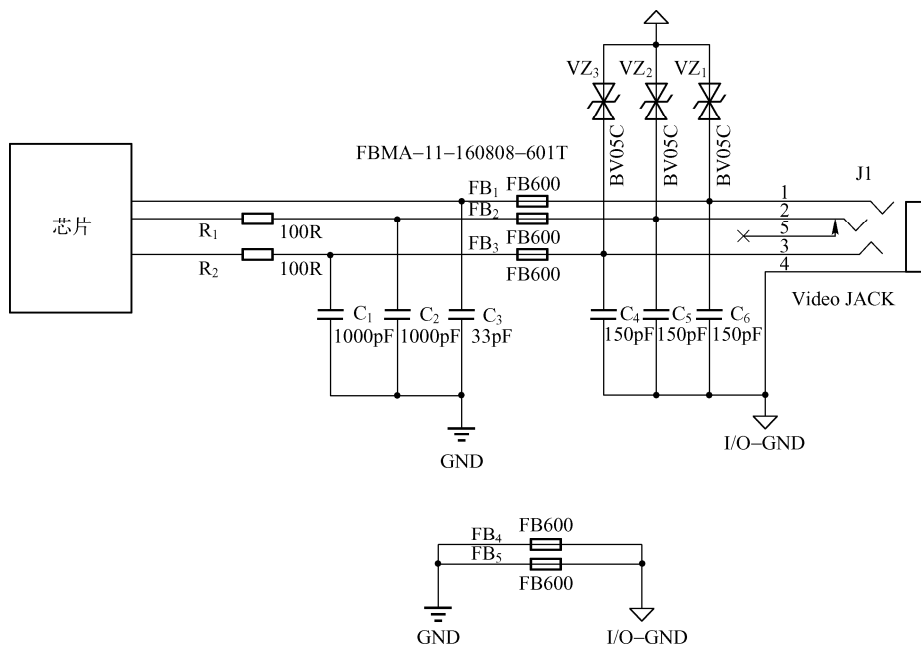 VZ₃ VZ₂ VZ₁
BV05C BV05C BV05C
FBMA-11-160808-601T
J1
芯片
FB₁ FB600
FB₂
FB₃ FB600
FB600
R₁ 100R
R₂ 100R
1
2
5
3
4
Video JACK
C₁ C₂ C₃ C₄ C₅ C₆
1000pF 1000pF 33pF 150pF 150pF 150pF
GND
I/O-GND
FB₄ FB600
FB₅
FB600
GND I/O-GND